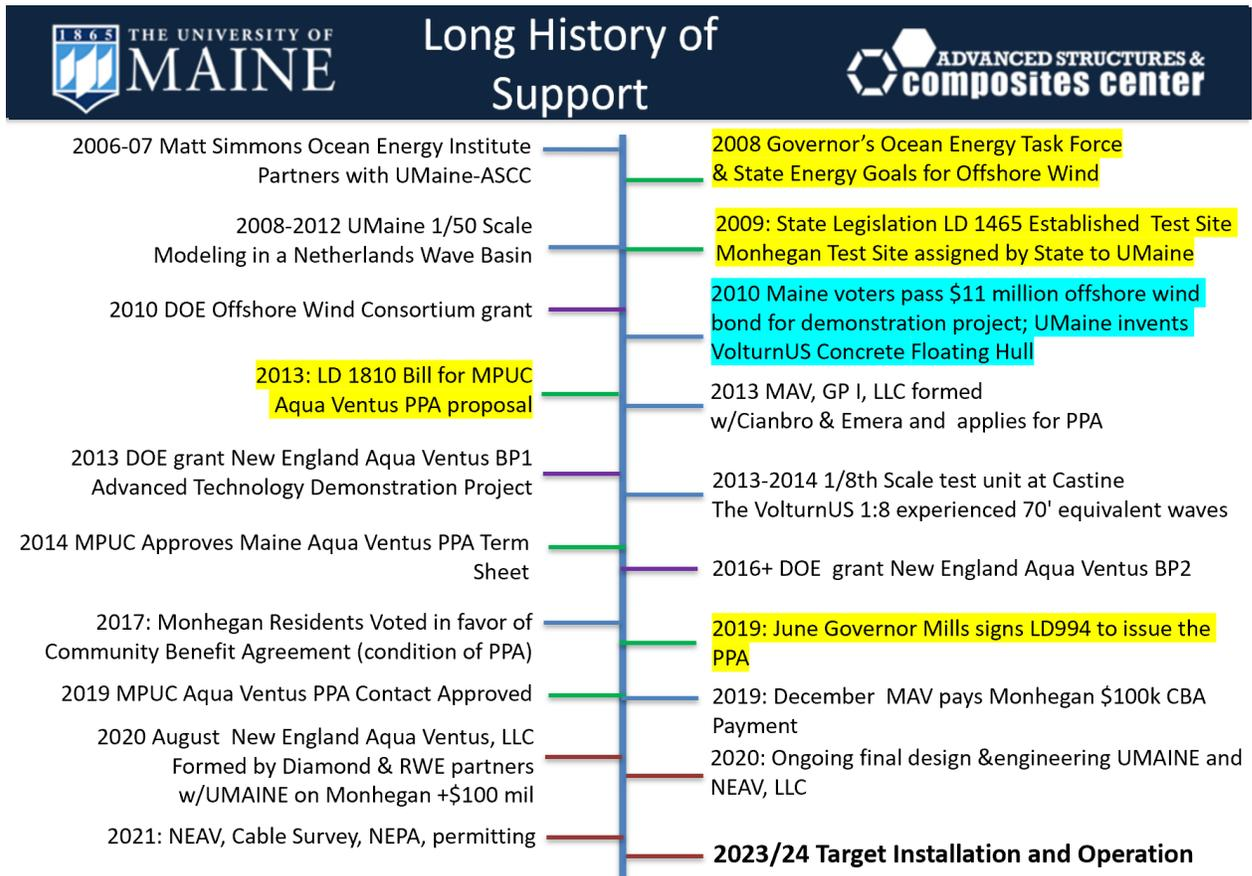 1865
THE UNIVERSITY OF
MAINE
Long History of
Support
ADVANCED STRUCTURES &
composites center
2006-07 Matt Simmons Ocean Energy Institute
Partners with UMaine-ASCC
2008 Governor's Ocean Energy Task Force
& State Energy Goals for Offshore Wind
2008-2012 UMaine 1/50 Scale
Modeling in a Netherlands Wave Basin
2009: State Legislation LD 1465 Established  Test Site
Monhegan Test Site assigned by State to UMaine
2010 DOE Offshore Wind Consortium grant
2010 Maine voters pass $11 million offshore wind
bond for demonstration project; UMaine invents
VolturnUS Concrete Floating Hull
2013: LD 1810 Bill for MPUC
Aqua Ventus PPA proposal
2013 MAV, GP I, LLC formed
w/Cianbro & Emera and  applies for PPA
2013 DOE grant New England Aqua Ventus BP1
Advanced Technology Demonstration Project
2013-2014 1/8th Scale test unit at Castine
The VolturnUS 1:8 experienced 70' equivalent waves
2014 MPUC Approves Maine Aqua Ventus PPA Term
Sheet
2016+ DOE  grant New England Aqua Ventus BP2
2017: Monhegan Residents Voted in favor of
Community Benefit Agreement (condition of PPA)
2019: June Governor Mills signs LD994 to issue the
PPA
2019 MPUC Aqua Ventus PPA Contact Approved
2019: December  MAV pays Monhegan $100k CBA
Payment
2020 August  New England Aqua Ventus, LLC
Formed by Diamond & RWE partners
w/UMAINE on Monhegan +$100 mil
2020: Ongoing final design &engineering UMAINE and
NEAV, LLC
2021: NEAV, Cable Survey, NEPA, permitting
2023/24 Target Installation and Operation